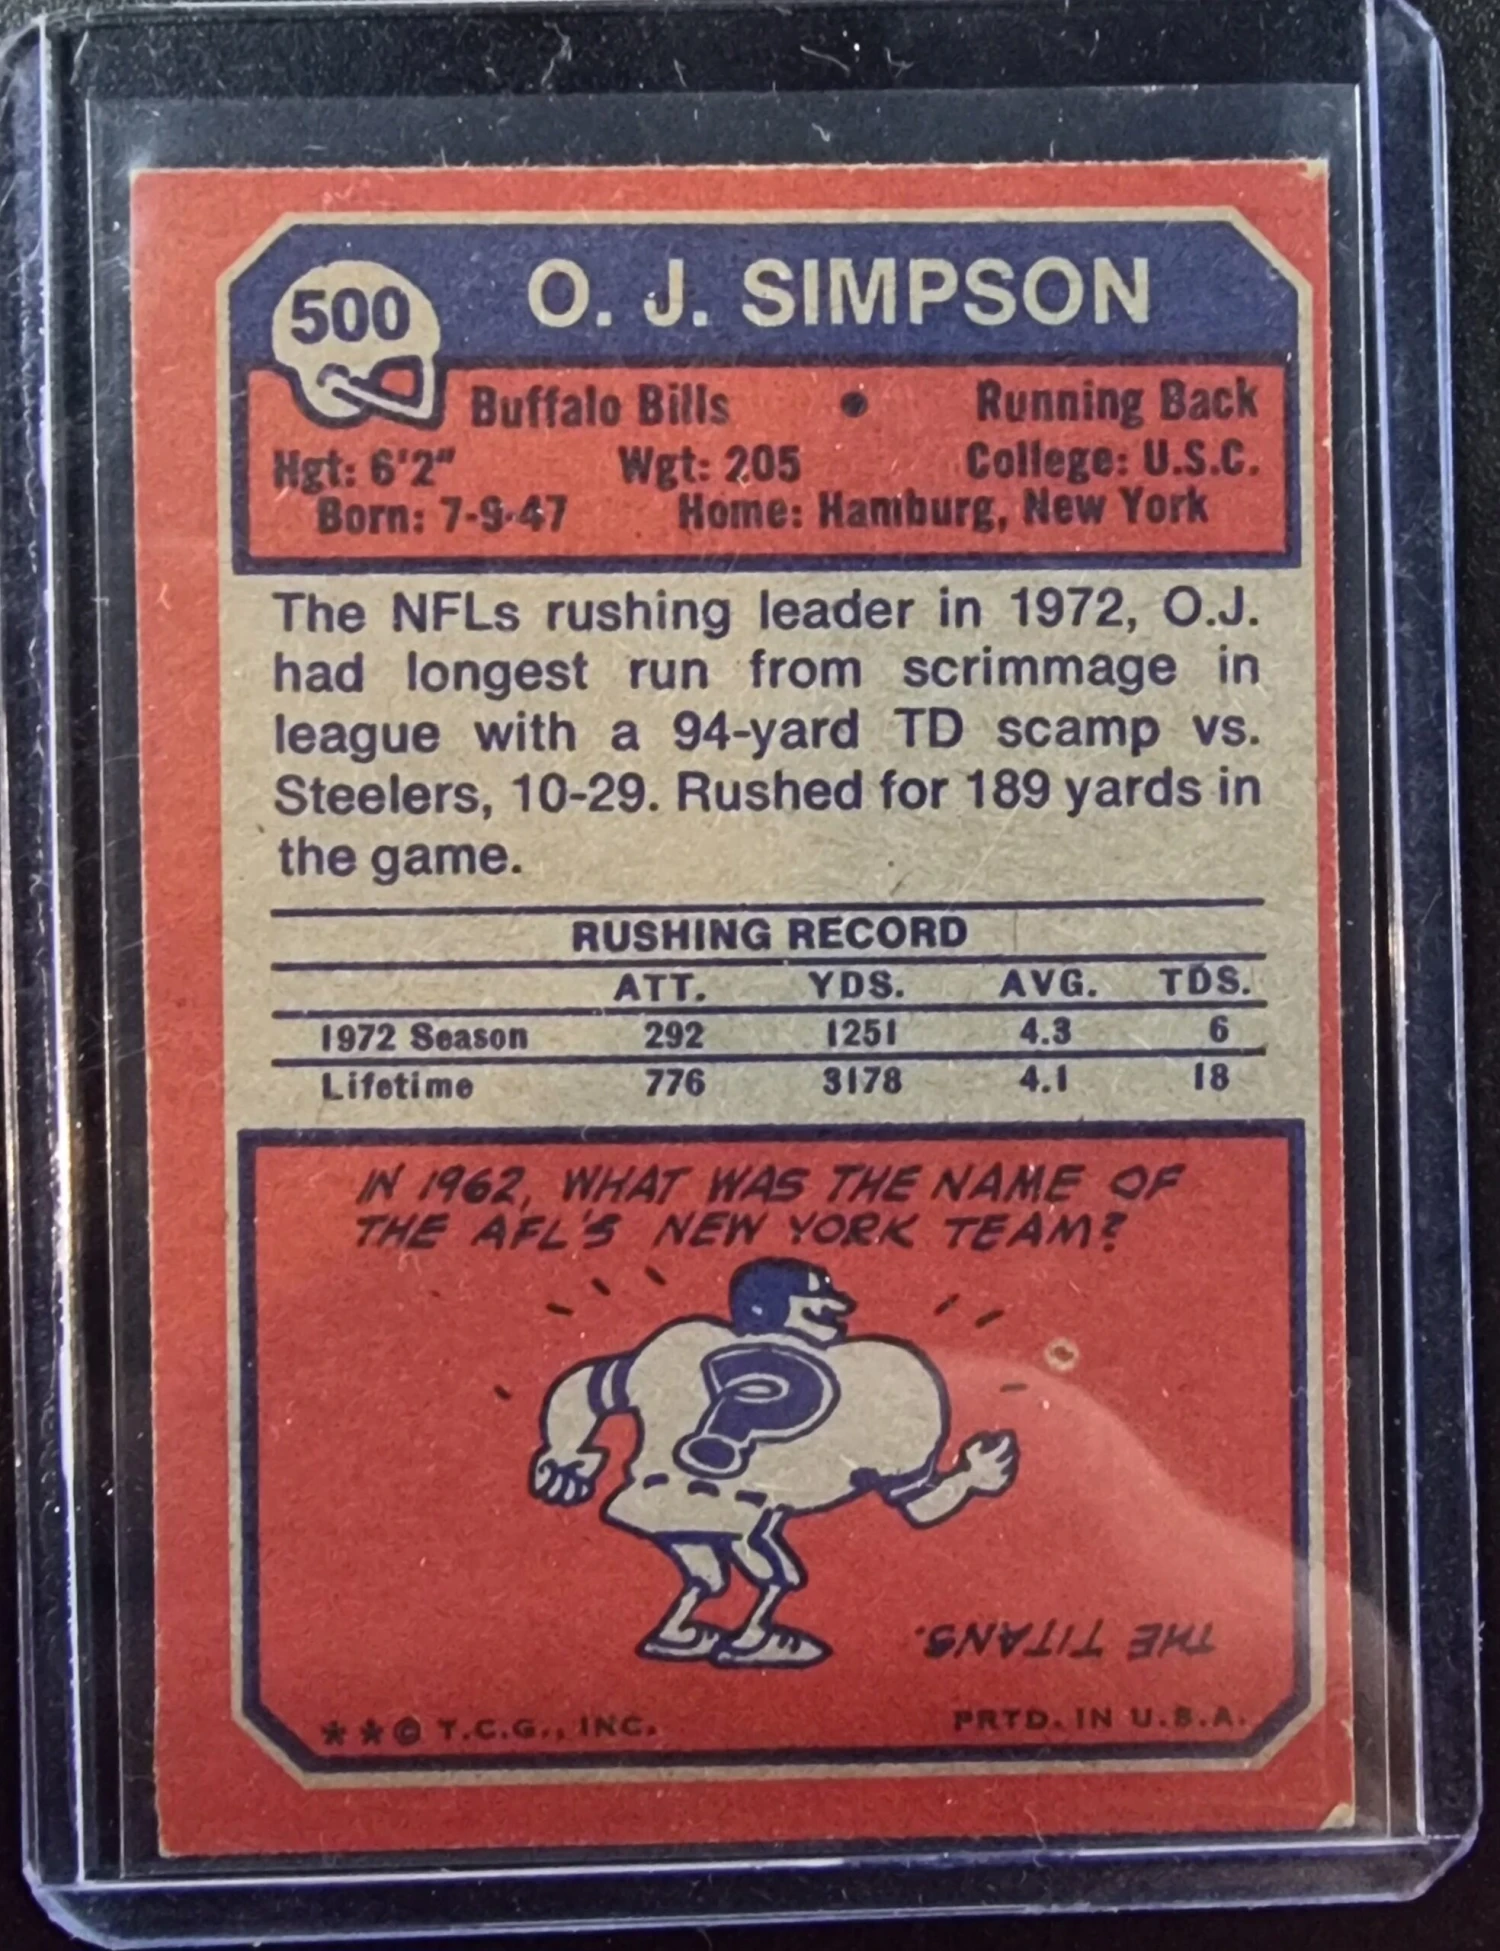 500
O. J. SIMPSON
Buffalo Bills • Running Back
Hgt: 6'2" Wgt: 205 College: U.S.C.
Born: 7-9-47 Home: Hamburg, New York
The NFLs rushing leader in 1972, O.J.
had longest run from scrimmage in
league with a 94-yard TD scamp vs.
Steelers, 10-29. Rushed for 189 yards in
the game.
RUSHING RECORD
ATT. YDS. AVG. TDS.
1972 Season 292 1251 4.3 6
Lifetime 776 3178 4.1 18
IN 1962, WHAT WAS THE NAME OF
THE AFL'S NEW YORK TEAM?
?
THE TITANS.
** © T.C.G., INC. PRTD. IN U.S.A.